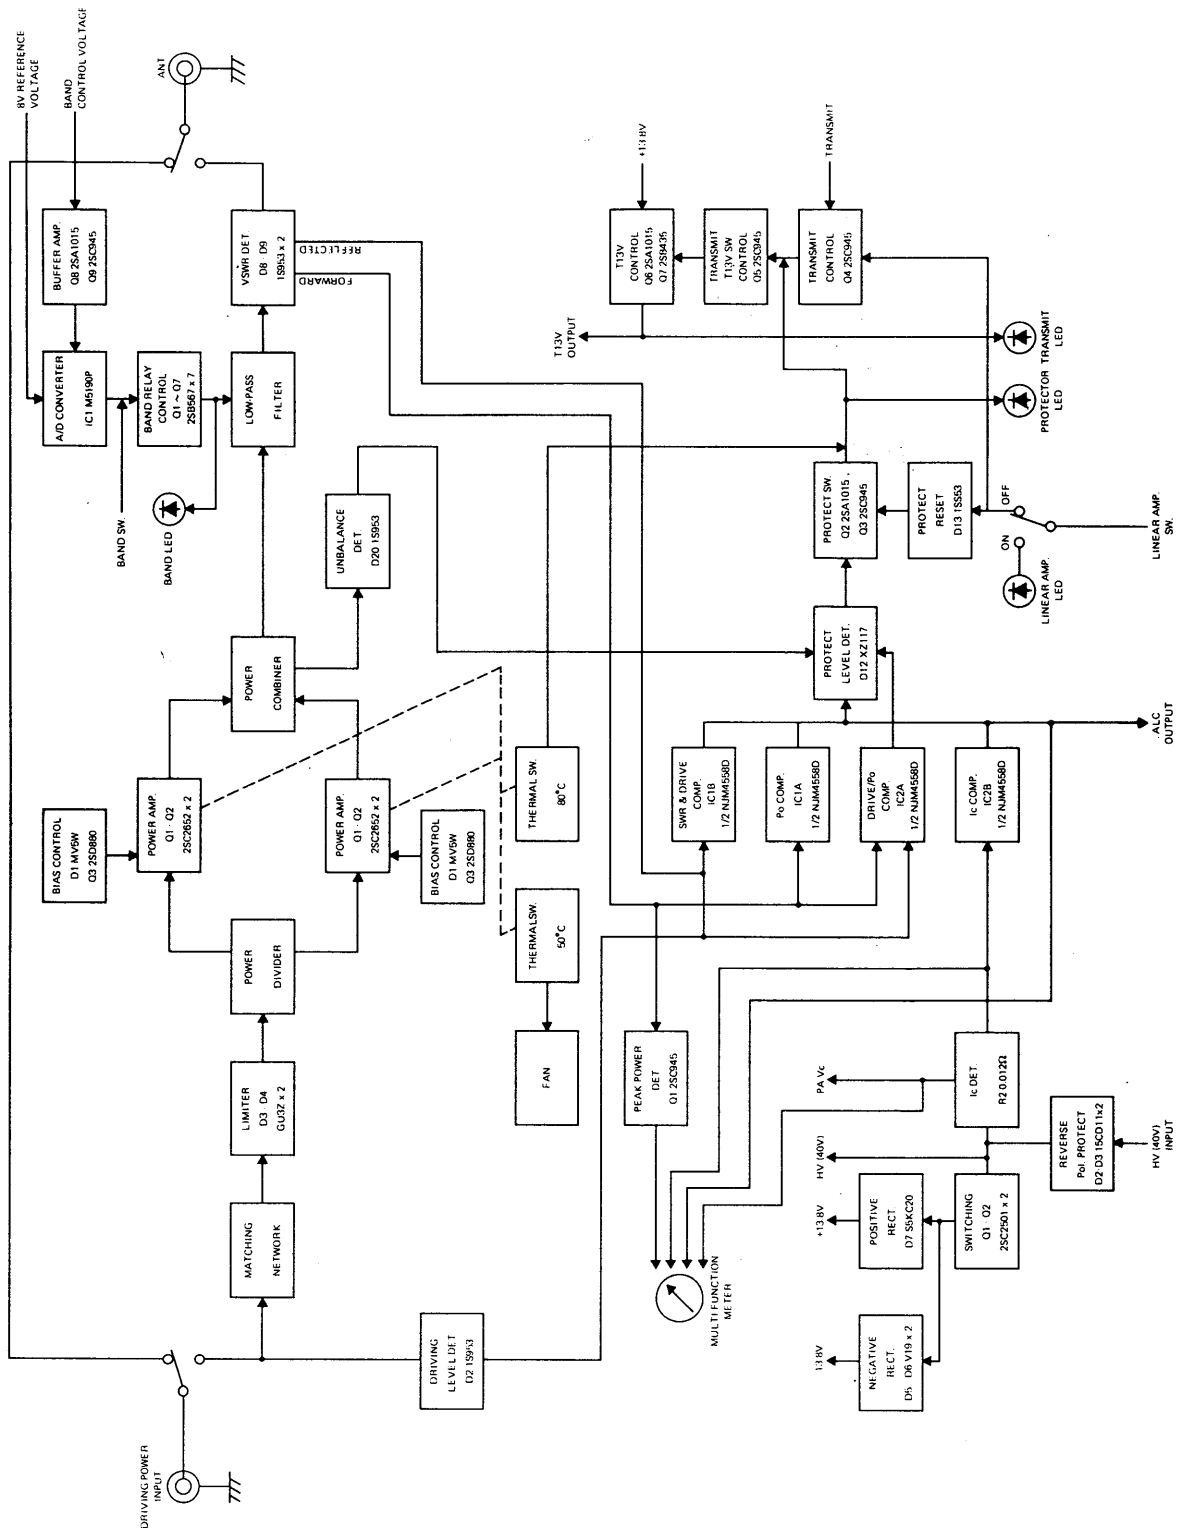 DRIVING POWER
INPUT
MATCHING
NETWORK
LIMITER
D3 · D4
GU3Z x 2
POWER
DIVIDER
BIAS CONTROL
D1 MV5W
Q3 2SD880
POWER AMP.
Q1 · Q2
2SC2652 x 2
POWER AMP.
Q1 · Q2
2SC2652 x 2
BIAS CONTROL
D1 MV5W
Q3 2SD880
POWER
COMBINER
UNBALANCE
DET.
D20 1S953
BAND LED
BAND SW.
A/D CONVERTER
IC1 M5190P
BAND RELAY
CONTROL
Q1 ~ Q7
2SB567 x 7
LOW-PASS
FILTER
BUFFER AMP.
Q8 2SA1015
Q9 2SC945
VSWR DET.
D8 D9
1S953 x 2
FORWARD
REFLECTED
8V REFERENCE
VOLTAGE
BAND
CONTROL VOLTAGE
ANT
DRIVING
LEVEL DET
D2 1S953
FAN
THERMAL SW.
50°C
THERMAL SW.
80°C
PEAK POWER
DET
Q1 2SC945
MULTI FUNCTION
METER
SWR & DRIVE
COMP.
IC1B
1/2 NJM4558D
Po COMP.
IC1A
1/2 NJM4558D
DRIVE/Po
COMP.
IC2A
1/2 NJM4558D
Ic COMP.
IC2B
1/2 NJM4558D
PROTECT
LEVEL DET.
D12 XZ117
PROTECT SW.
Q2 2SA1015 ,
Q3 2SC945
PROTECT
RESET
D13 1SS53
T13V
OUTPUT
T13V
CONTROL
Q6 2SA1015
Q7 2SB435
TRANSMIT
T13V SW
CONTROL
Q5 2SC945
TRANSMIT
CONTROL
Q4 2SC945
+13.8V
TRANSMIT
PROTECTOR
LED
TRANSMIT
LED
ON
OFF
LINEAR AMP.
LED
LINEAR AMP.
SW.
ALC
OUTPUT
13.8V
NEGATIVE
RECT.
D5 D6 V19 x 2
+13.8V
POSITIVE
RECT
D7 S5KC20
SWITCHING
Q1 · Q2
2SC2501 x 2
HV (40V)
PA Vc
Ic DET.
R2 0.012Ω
REVERSE
Pol. PROTECT
D2·D3 15CD11x2
HV (40V)
INPUT